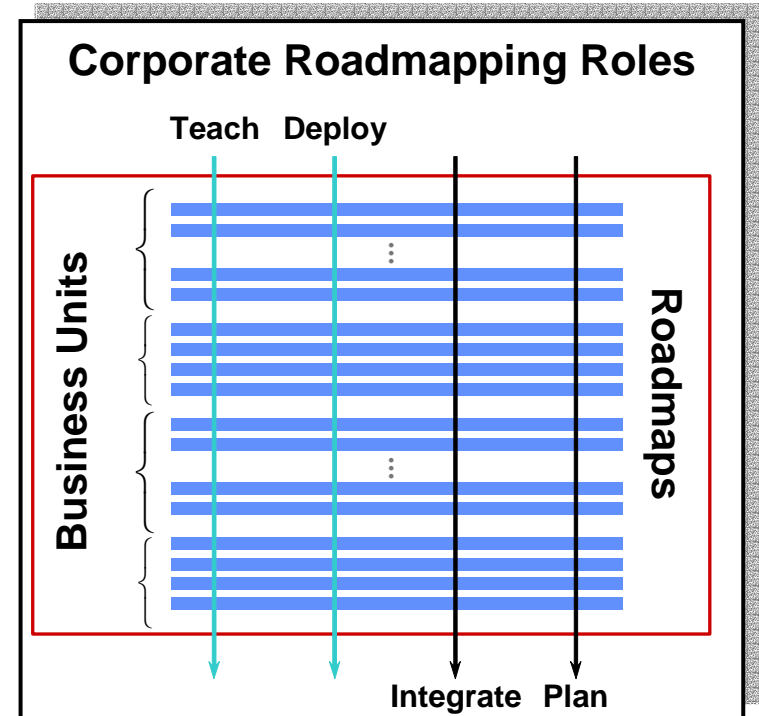 Corporate Roadmapping Roles
Teach Deploy
Business Units
Roadmaps
Integrate Plan